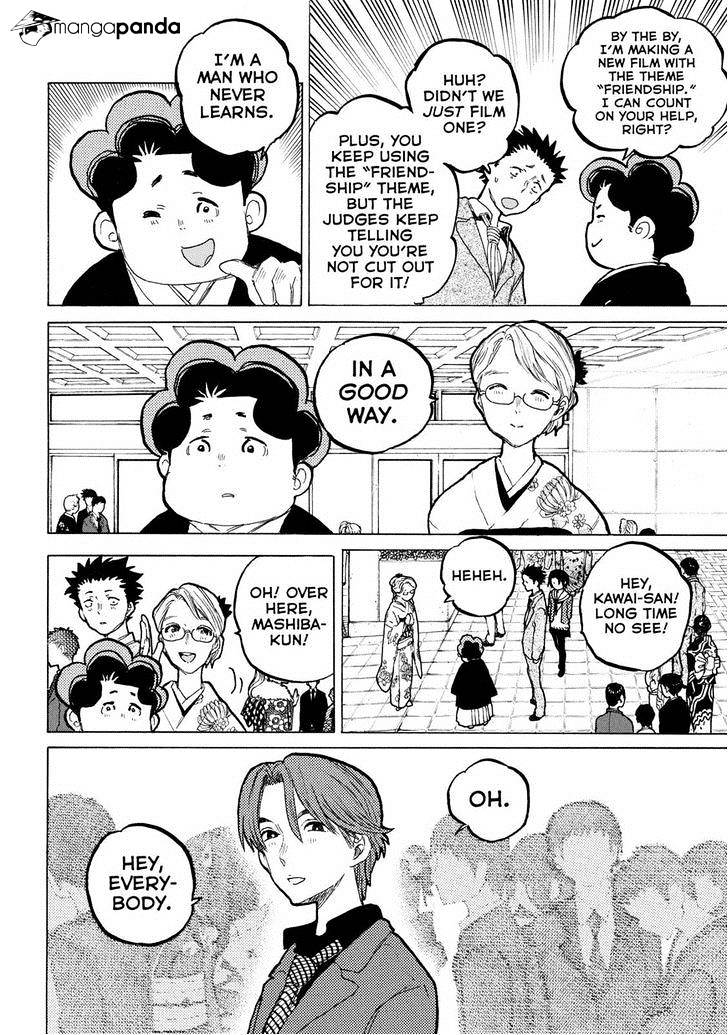 mangapanda
BY THE BY,
I'M MAKING A
NEW FILM WITH
THE THEME
"FRIENDSHIP."
I CAN COUNT
ON YOUR HELP,
RIGHT?
HUH?
DIDN'T WE
JUST FILM
ONE?
PLUS, YOU
KEEP USING
THE "FRIEND-
SHIP" THEME,
BUT THE
JUDGES KEEP
TELLING
YOU YOU'RE
NOT CUT OUT
FOR IT!
I'M A
MAN WHO
NEVER
LEARNS.
IN A
GOOD
WAY.
HEY,
KAWAI-SAN!
LONG TIME
NO SEE!
HEHEH.
OH! OVER
HERE,
MASHIBA-
KUN!
OH.
HEY,
EVERY-
BODY.